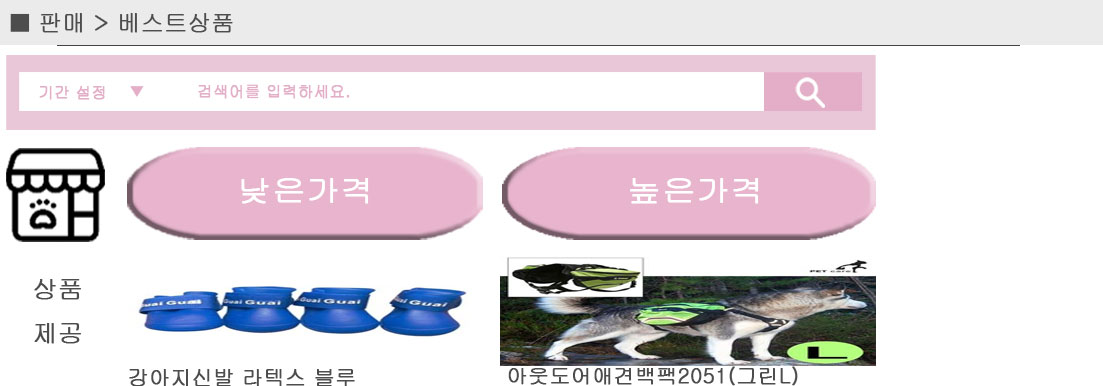 ■ 판매 > 베스트상품
기간 설정 ▼ 검색어를 입력하세요.
낮은가격 높은가격
상품
제공
Guai Guai Guai Guai Guai Guai Guai
PET care
L
강아지신발 라텍스 블루 아웃도어애견백팩2051(그린L)